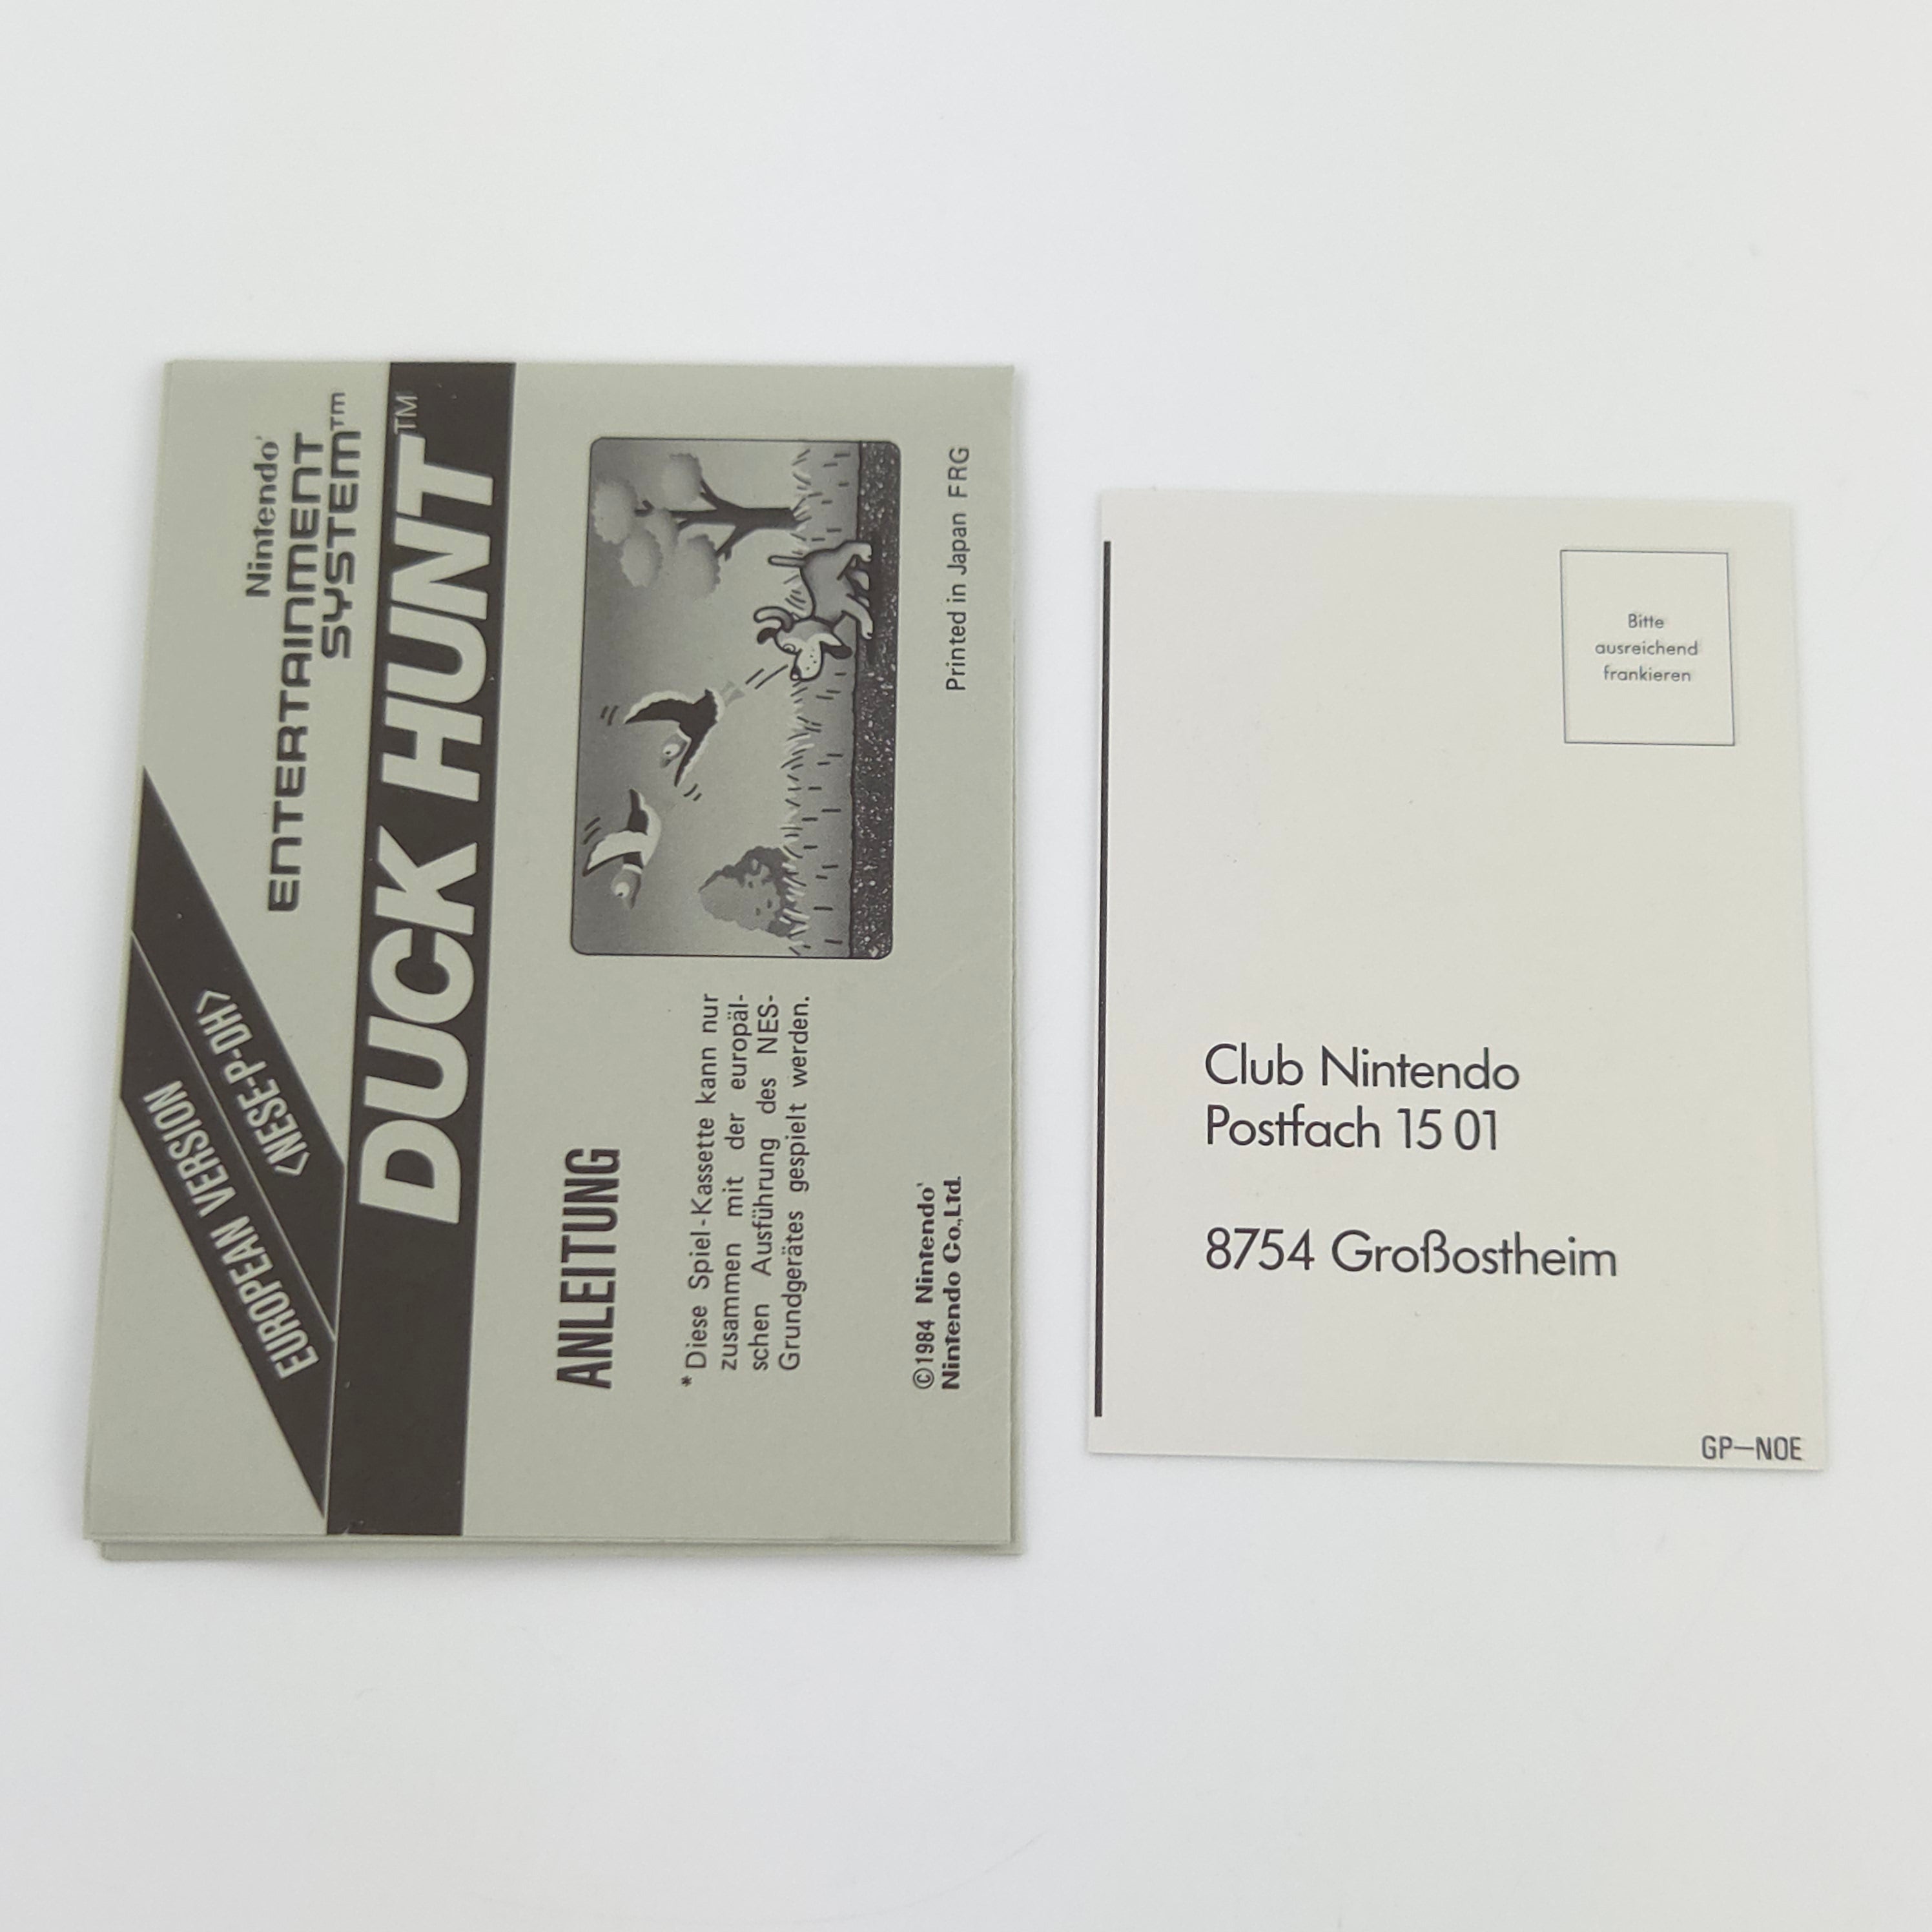 Nintendo
ENTERTAINMENT
SYSTEM™
EUROPEAN VERSION
<NESE-P-DH>
DUCK HUNT™
ANLEITUNG
*Diese Spiel-Kassette kann nur
zusammen mit der europäl-
schen Ausführung des NES-
Grundgerätes gespielt werden.
©1984 Nintendo
Nintendo Co.,Ltd.
Printed in Japan FRG
Bitte
ausreichend
frankieren
Club Nintendo
Postfach 15 01
8754 Großostheim
GP–NOE